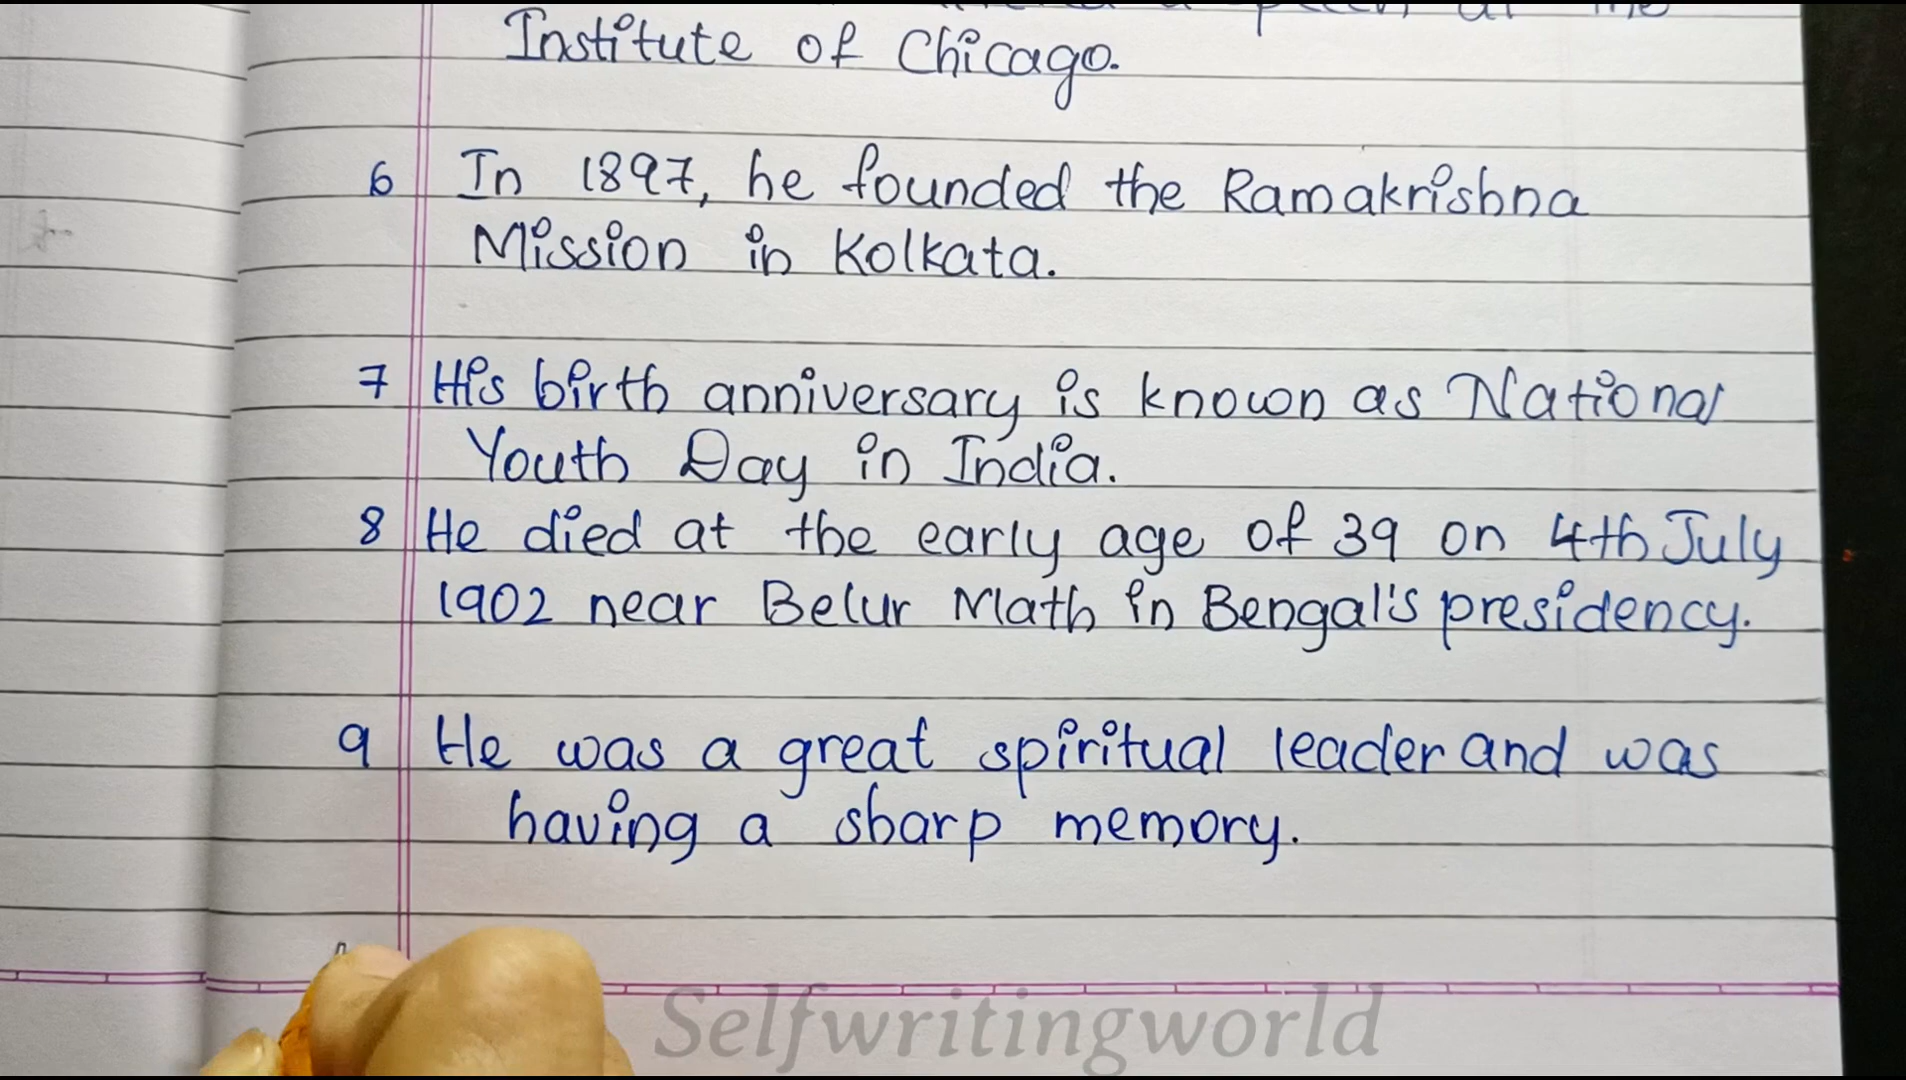 Institute of Chicago.
6 In 1897, he founded the Ramakrishna
Mission in Kolkata.
7 His birth anniversary is known as National
Youth Day in India.
8 He died at the early age of 39 on 4th July
1902 near Belur Math in Bengal's presidency.
9 He was a great spiritual leader and was
having a sharp memory.
Selfwritingworld